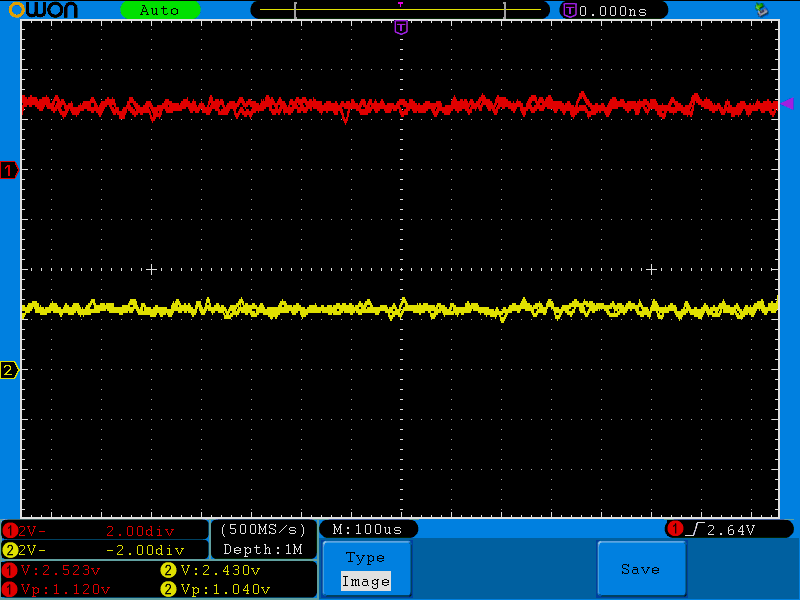 OWON Auto T T 0.000ns
T
1
2
1 2V- 2.00div (500MS/s) M:100us 1 2.64V
2 2V- -2.00div Depth:1M
1 V:2.523v 2 V:2.430v
1 Vp:1.120v 2 Vp:1.040v
Type
Image
Save